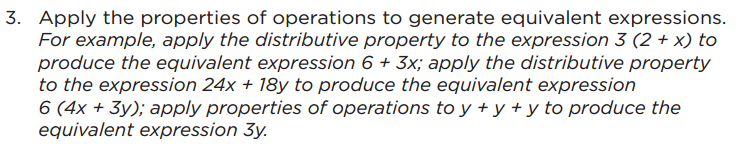 3. Apply the properties of operations to generate equivalent expressions.
For example, apply the distributive property to the expression 3 (2 + x) to
produce the equivalent expression 6 + 3x; apply the distributive property
to the expression 24x + 18y to produce the equivalent expression
6 (4x + 3y); apply properties of operations to y + y + y to produce the
equivalent expression 3y.